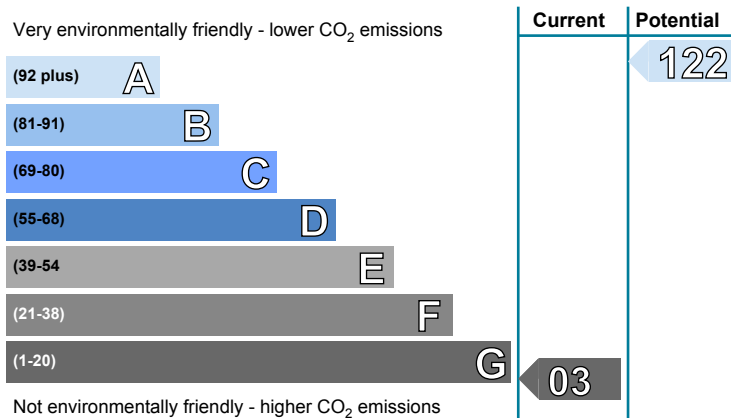 Very environmentally friendly - lower CO2 emissions
Current
Potential
(92 plus) A
122
(81-91) B
(69-80) C
(55-68) D
(39-54 E
(21-38) F
(1-20) G
03
Not environmentally friendly - higher CO2 emissions